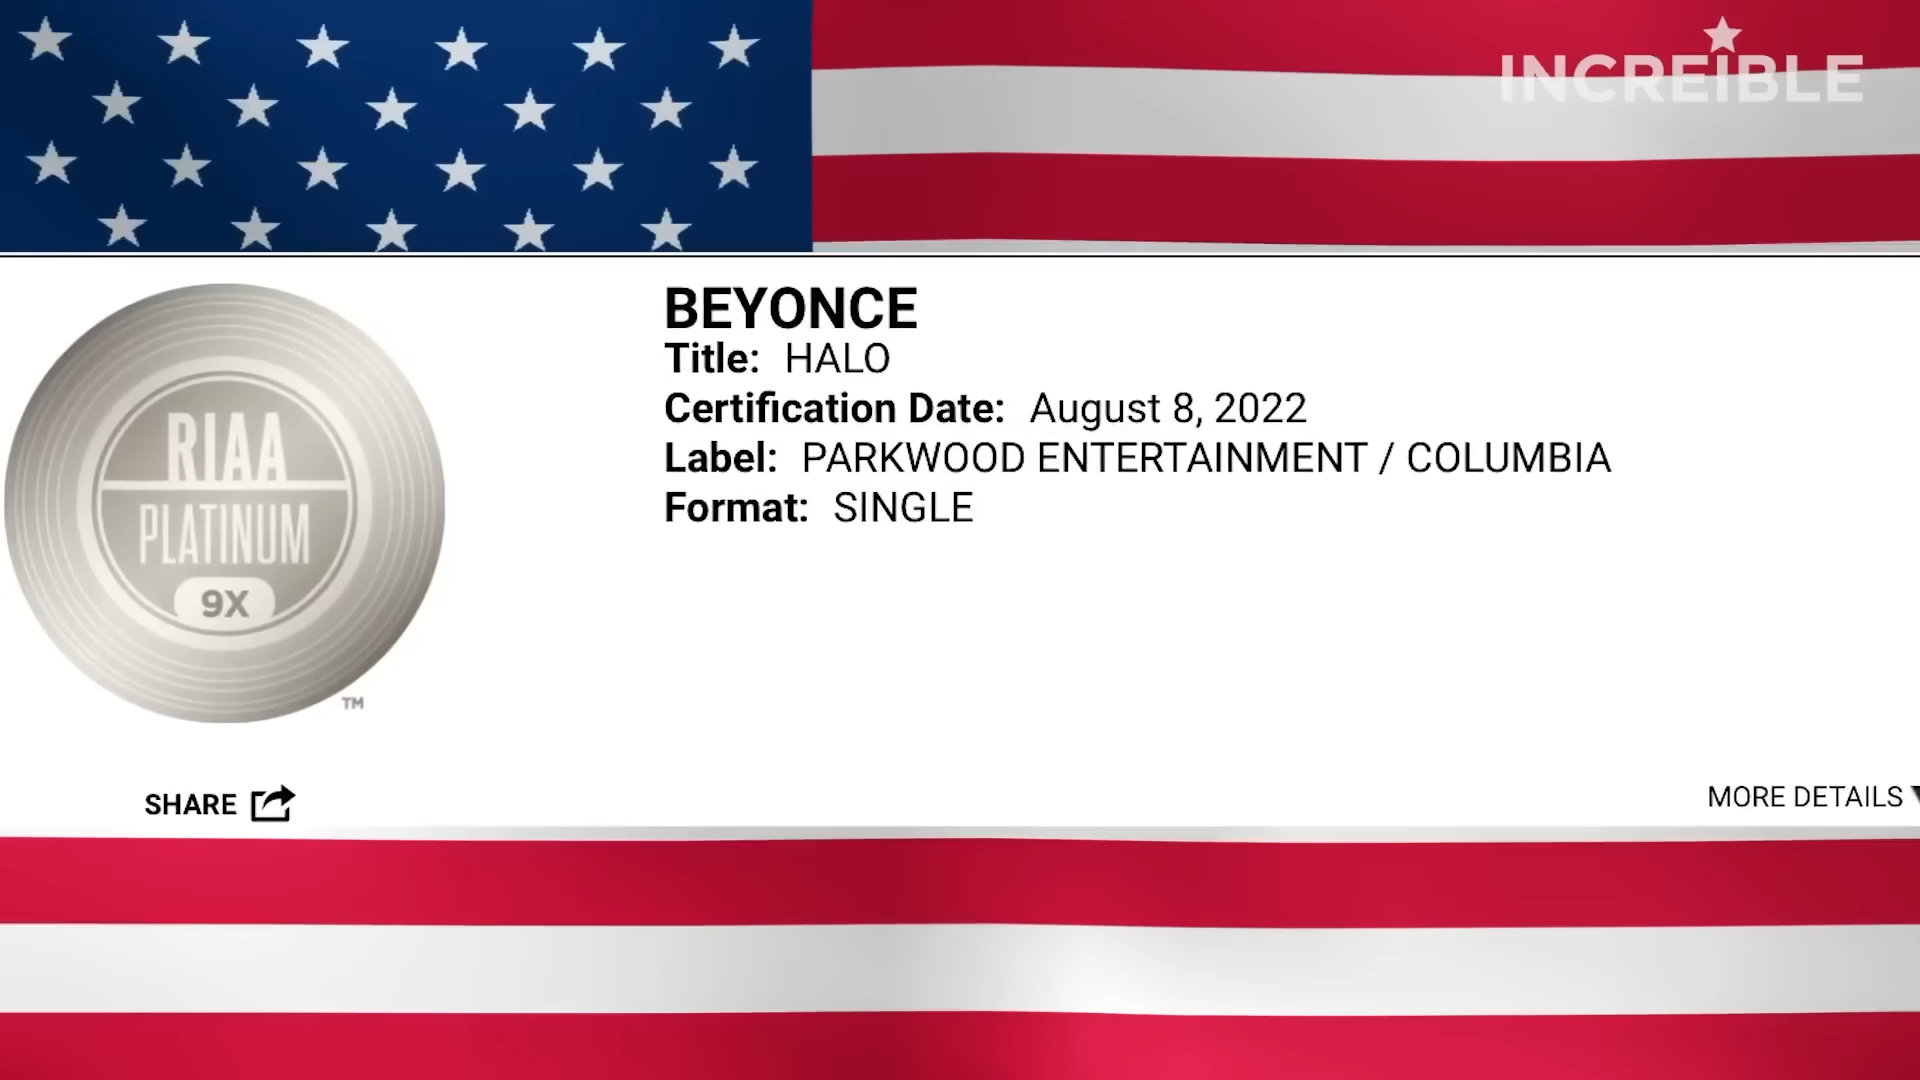 INCREÍBLE
BEYONCE
Title: HALO
Certification Date: August 8, 2022
Label: PARKWOOD ENTERTAINMENT / COLUMBIA
Format: SINGLE
RIAA
PLATINUM
9X
TM
SHARE
MORE DETAILS